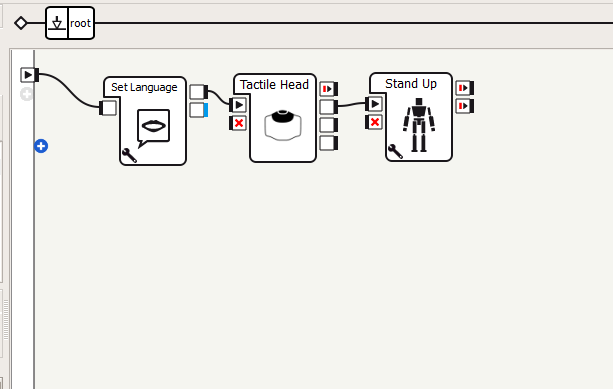 root
Set Language
Tactile Head
Stand Up